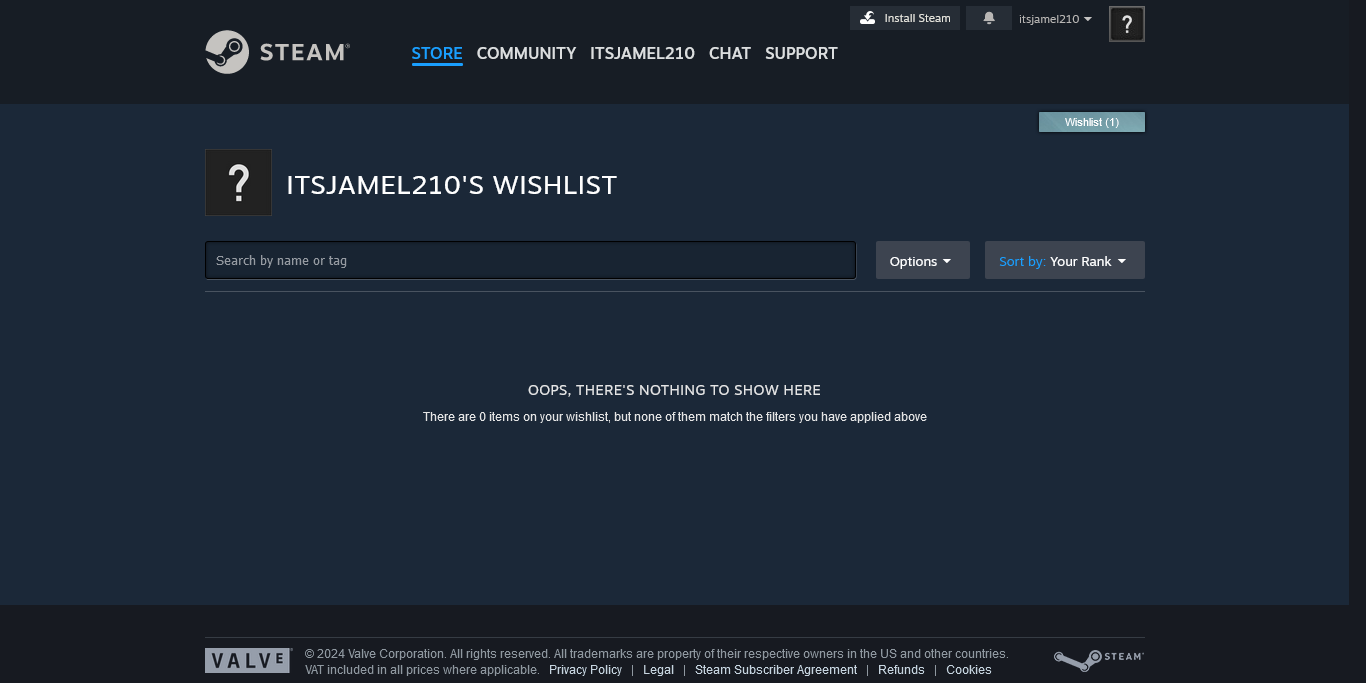 Install Steam
itsjamel210
?
STEAM®
STORE COMMUNITY ITSJAMEL210 CHAT SUPPORT
Wishlist (1)
?
ITSJAMEL210'S WISHLIST
Search by name or tag
Options
Sort by: Your Rank
OOPS, THERE'S NOTHING TO SHOW HERE
There are 0 items on your wishlist, but none of them match the filters you have applied above
VALVE
© 2024 Valve Corporation. All rights reserved. All trademarks are property of their respective owners in the US and other countries.
VAT included in all prices where applicable. Privacy Policy | Legal | Steam Subscriber Agreement | Refunds | Cookies
STEAM